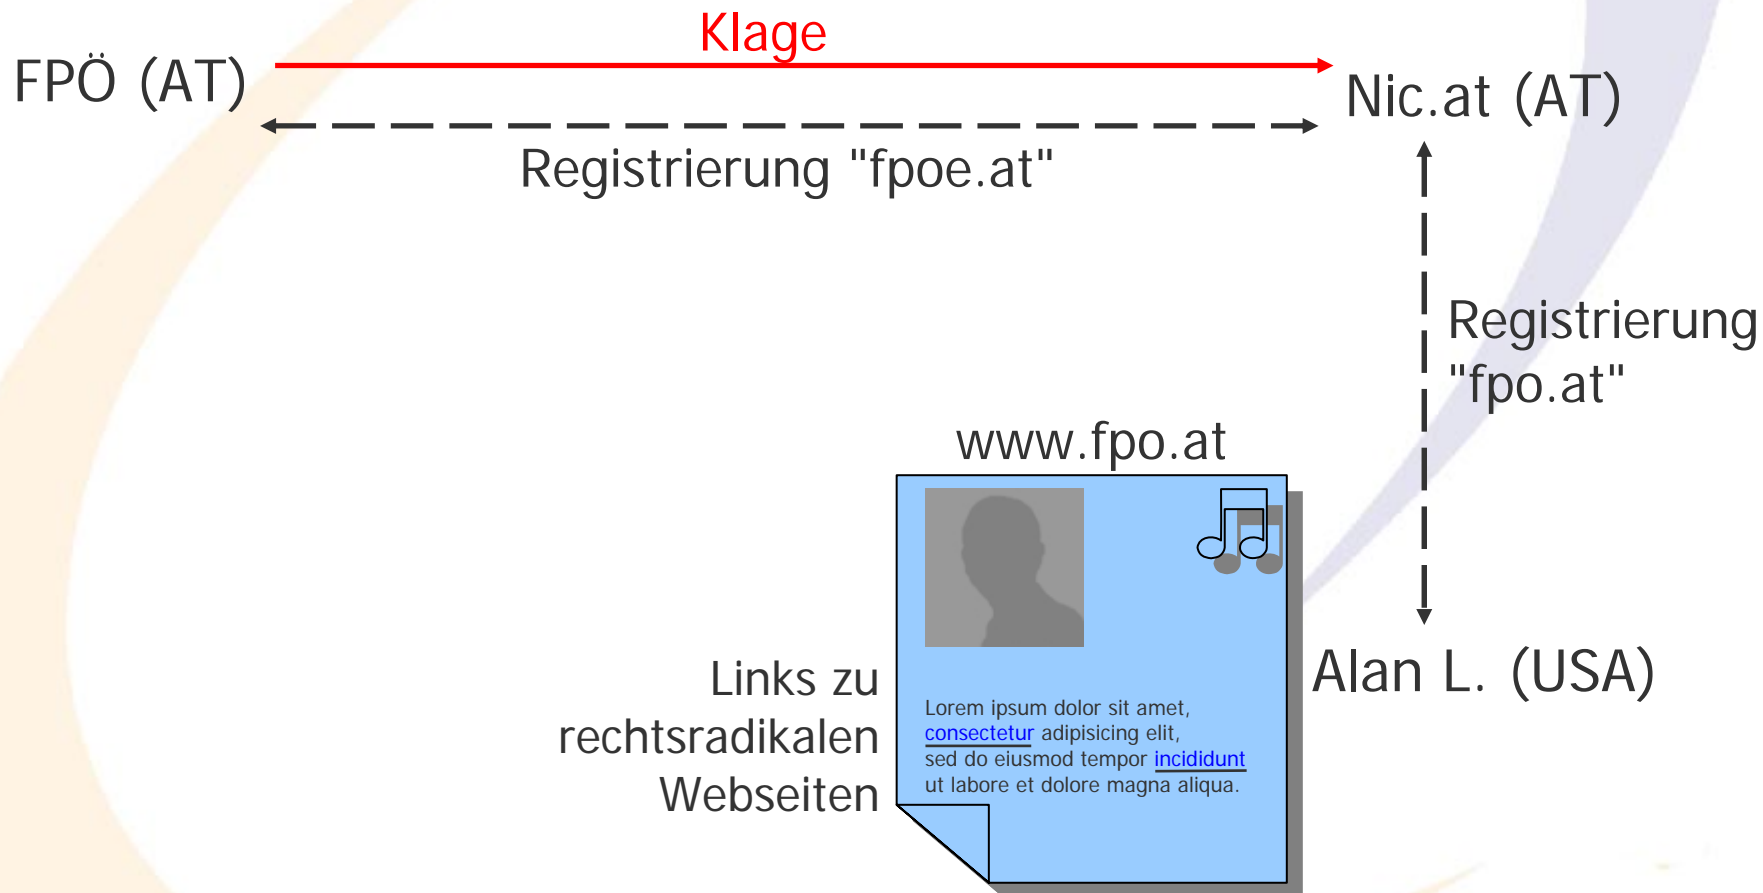 Klage
FPÖ (AT)
Nic.at (AT)
Registrierung "fpoe.at"
Registrierung
"fpo.at"
www.fpo.at
Alan L. (USA)
Links zu
rechtsradikalen
Webseiten
Lorem ipsum dolor sit amet,
consectetur adipisicing elit,
sed do eiusmod tempor incididunt
ut labore et dolore magna aliqua.